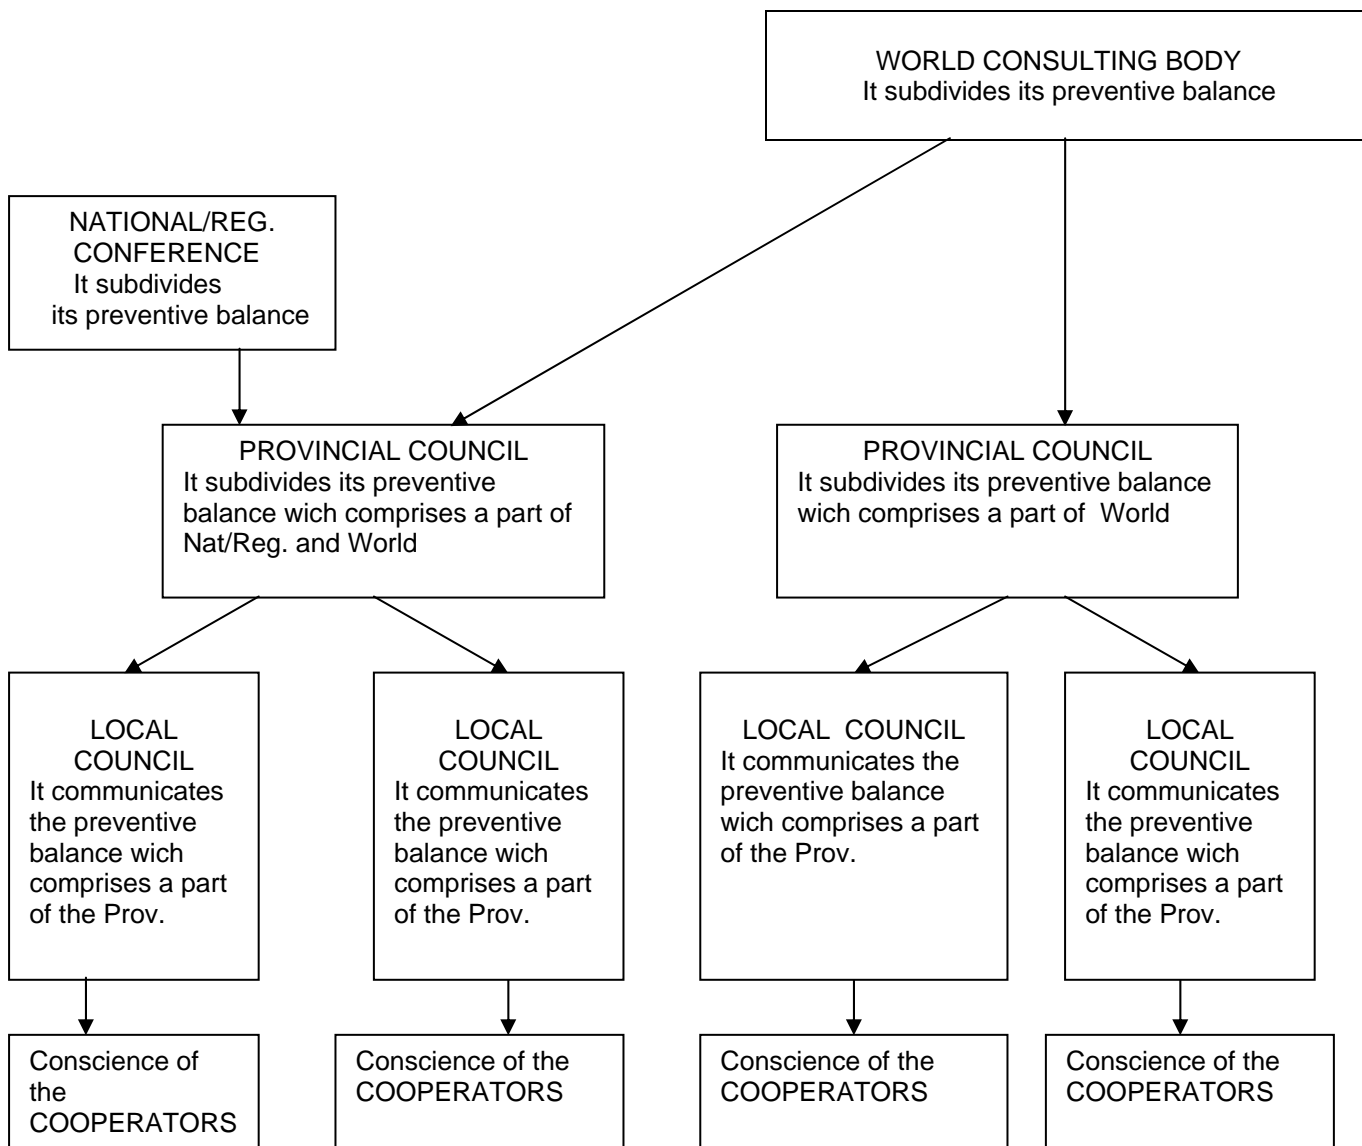 WORLD CONSULTING BODY
It subdivides its preventive balance
NATIONAL/REG.
CONFERENCE
It subdivides
its preventive balance
PROVINCIAL COUNCIL
It subdivides its preventive
balance wich comprises a part of
Nat/Reg. and World
PROVINCIAL COUNCIL
It subdivides its preventive balance
wich comprises a part of  World
LOCAL
COUNCIL
It communicates
the preventive
balance wich
comprises a part
of the Prov.
LOCAL
COUNCIL
It communicates
the preventive
balance wich
comprises a part
of the Prov.
LOCAL  COUNCIL
It communicates the
preventive balance
wich comprises a part
of the Prov.
LOCAL
COUNCIL
It communicates
the preventive
balance wich
comprises a part
of the Prov.
Conscience of
the
COOPERATORS
Conscience of the
COOPERATORS
Conscience of the
COOPERATORS
Conscience of the
COOPERATORS